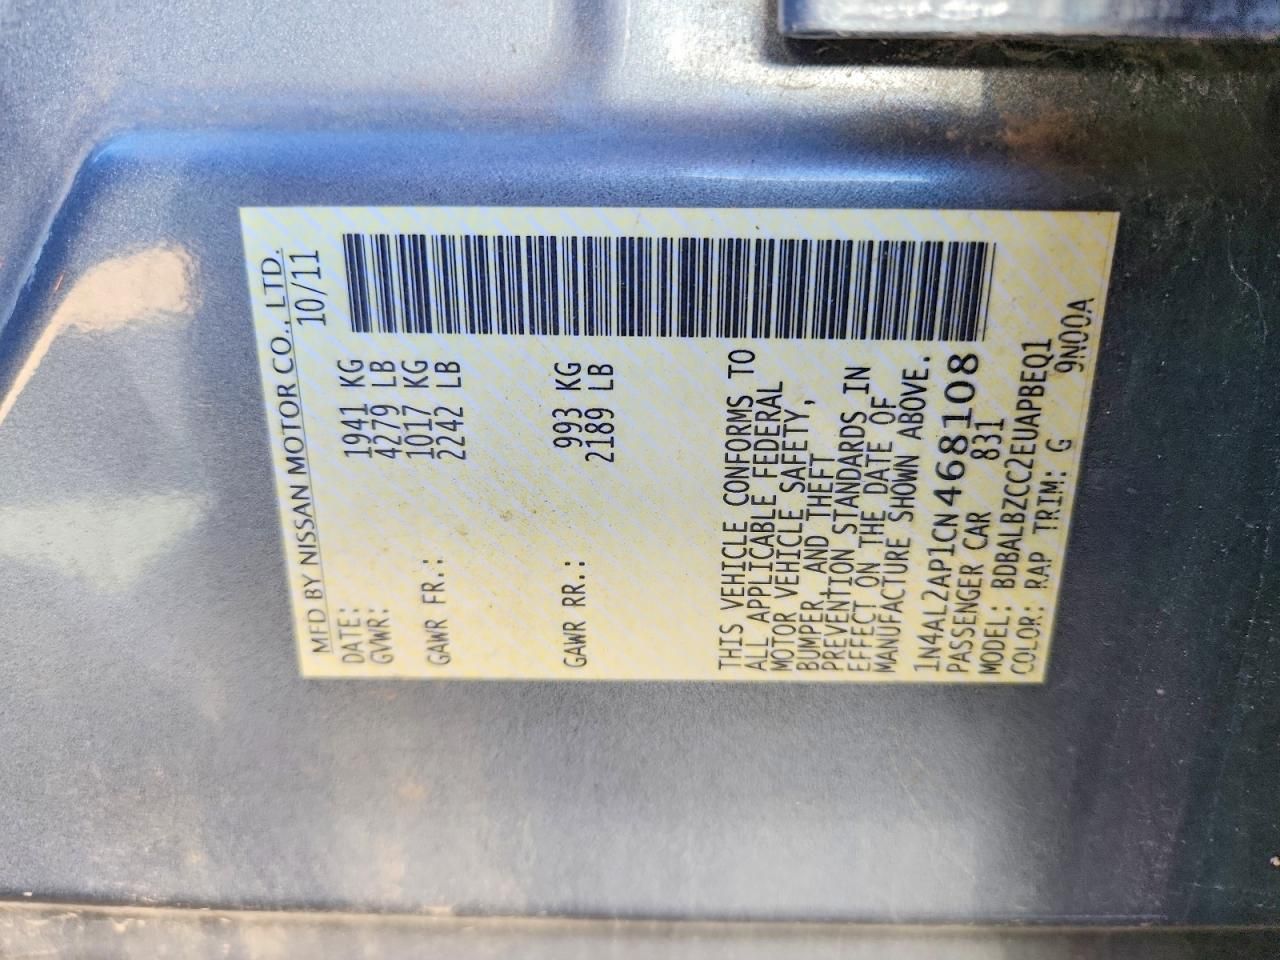 MFD BY NISSAN MOTOR CO., LTD.
DATE: 10/11
GVWR: 1941 KG
4279 LB
GAWR FR.: 1017 KG
2242 LB
GAWR RR.: 993 KG
2189 LB
THIS VEHICLE CONFORMS TO
ALL APPLICABLE FEDERAL
MOTOR VEHICLE SAFETY,
BUMPER, AND THEFT
PREVENTION STANDARDS IN
EFFECT ON THE DATE OF
MANUFACTURE SHOWN ABOVE.
1N4AL2AP1CN468108
PASSENGER CAR 831
MODEL: BDBALBZCC2EUAPBEQ1
COLOR: RAP TRIM: G 9N00A